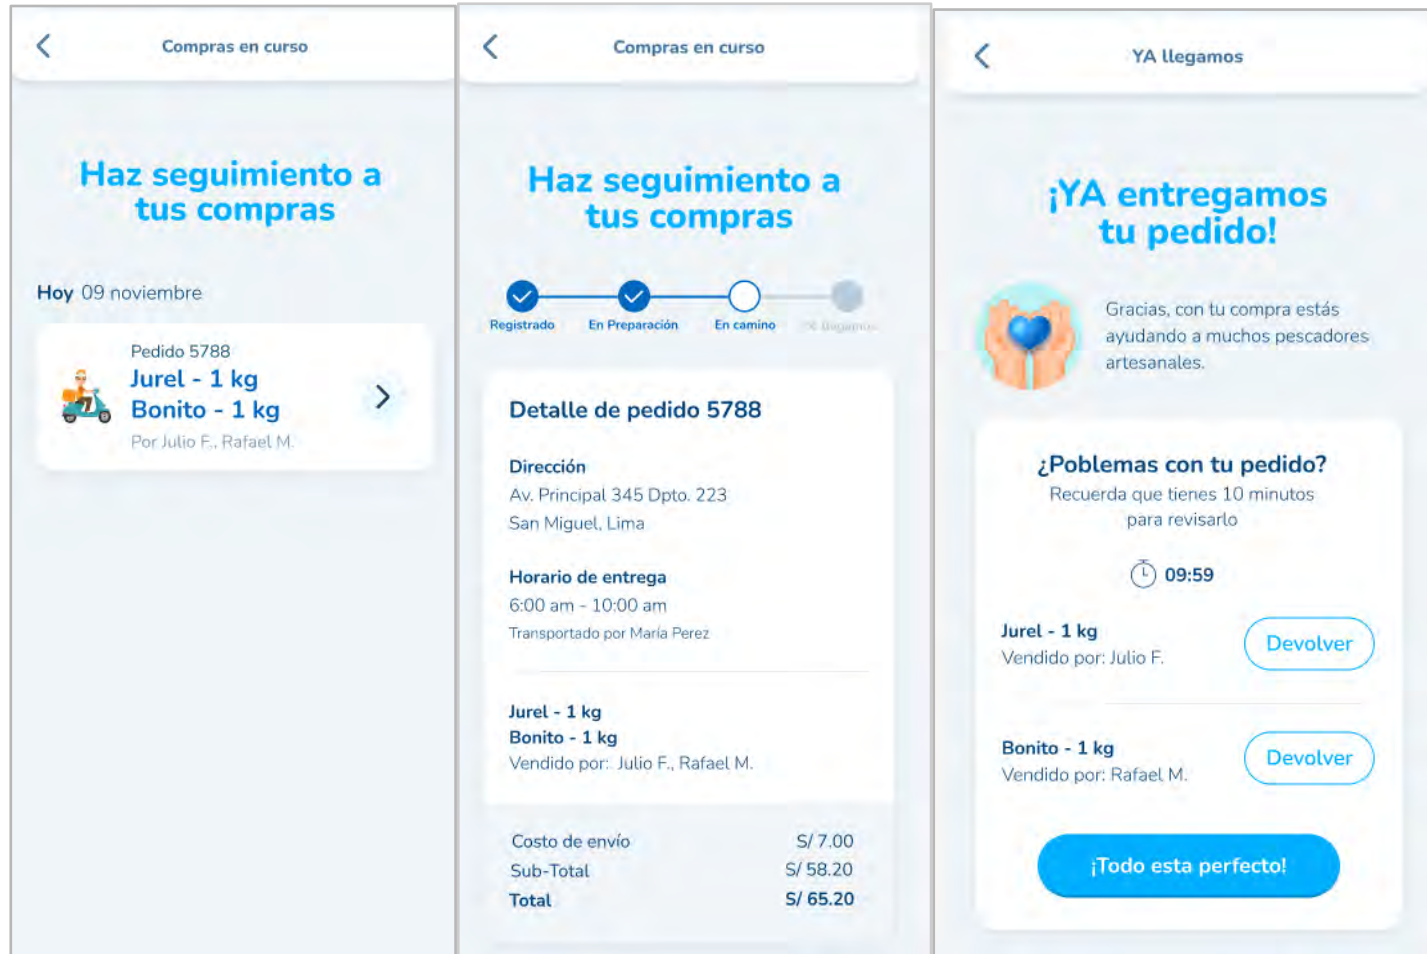 Compras en curso
Haz seguimiento a
tus compras
Hoy 09 noviembre
Pedido 5788
Jurel - 1 kg
Bonito - 1 kg
Por Julio F., Rafael M.
Compras en curso
Haz seguimiento a
tus compras
Registrado En Preparación En camino llegamos
Detalle de pedido 5788
Dirección
Av. Principal 345 Dpto. 223
San Miguel, Lima
Horario de entrega
6:00 am - 10:00 am
Transportado por María Perez
Jurel - 1 kg
Bonito - 1 kg
Vendido por: Julio F., Rafael M.
Costo de envío S/ 7.00
Sub-Total S/ 58.20
Total S/ 65.20
YA llegamos
¡YA entregamos
tu pedido!
Gracias, con tu compra estás
ayudando a muchos pescadores
artesanales.
¿Poblemas con tu pedido?
Recuerda que tienes 10 minutos
para revisarlo
09:59
Jurel - 1 kg
Vendido por: Julio F.
Devolver
Bonito - 1 kg
Vendido por: Rafael M.
Devolver
¡Todo esta perfecto!